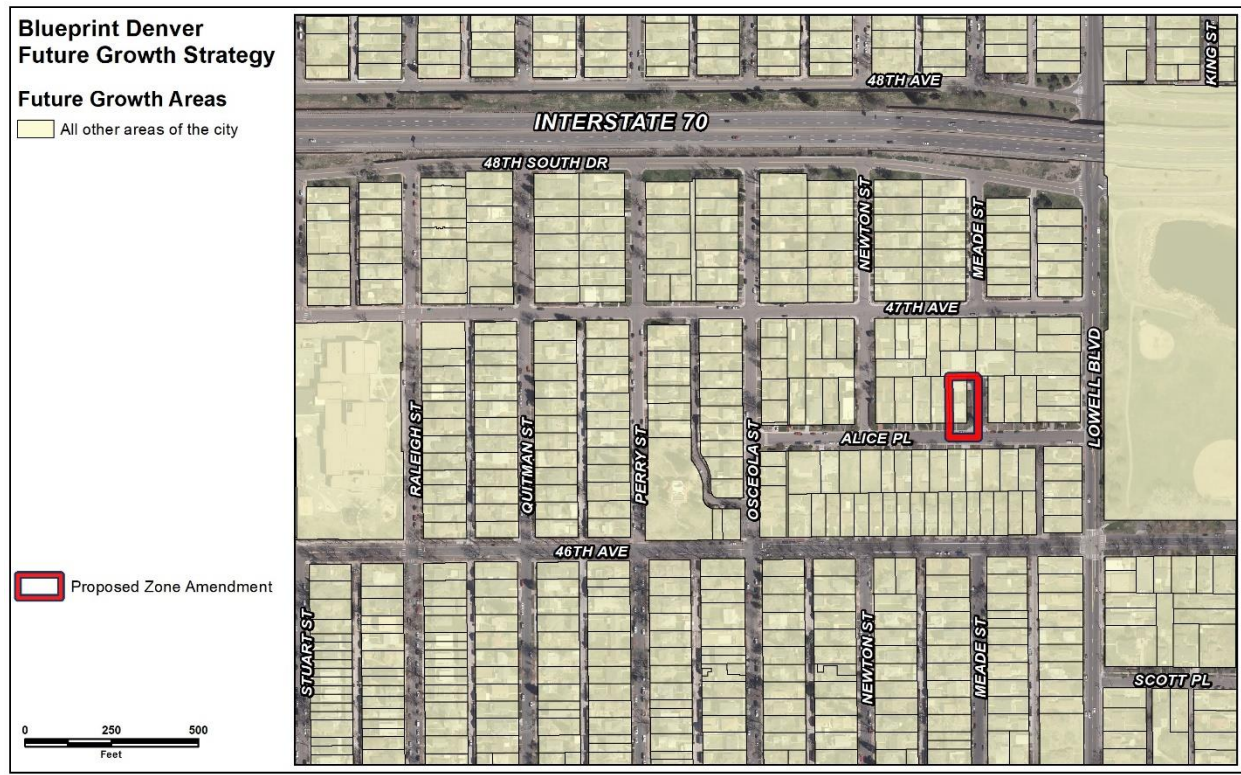 Blueprint Denver
Future Growth Strategy
Future Growth Areas
All other areas of the city
KING ST
48TH AVE
INTERSTATE 70
48TH SOUTH DR
NEWTON ST
MEADE ST
47TH AVE
LOWELL BLVD
RALEIGH ST
QUITMAN ST
PERRY ST
OSCEOLA ST
ALICE PL
46TH AVE
Proposed Zone Amendment
STUART ST
NEWTON ST
MEADE ST
SCOTT PL
0 250 500
Feet